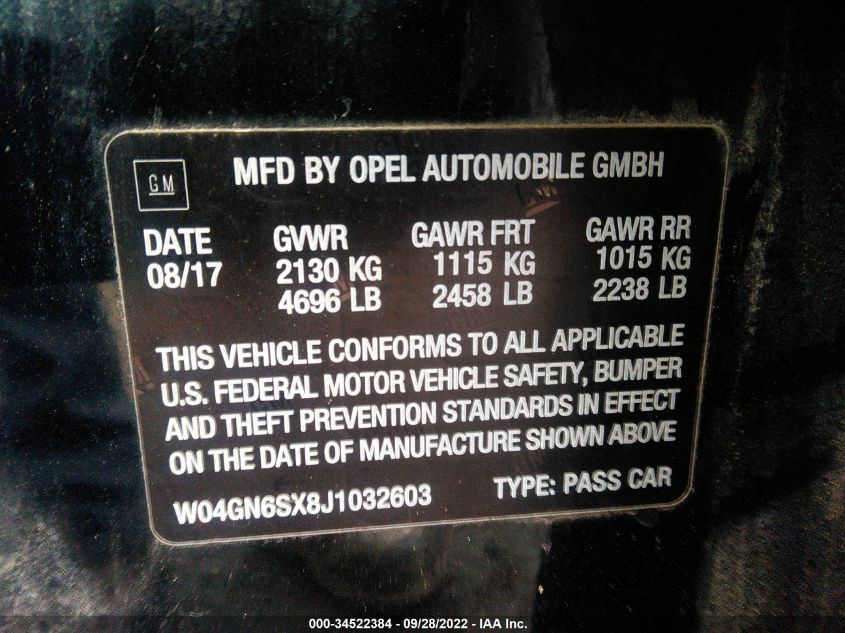 GM
MFD BY OPEL AUTOMOBILE GMBH
DATE GVWR GAWR FRT GAWR RR
08/17 2130 KG 1115 KG 1015 KG
4696 LB 2458 LB 2238 LB
THIS VEHICLE CONFORMS TO ALL APPLICABLE
U.S. FEDERAL MOTOR VEHICLE SAFETY, BUMPER
AND THEFT PREVENTION STANDARDS IN EFFECT
ON THE DATE OF MANUFACTURE SHOWN ABOVE
W04GN6SX8J1032603 TYPE: PASS CAR
000-34522384 - 09/28/2022 - IAA Inc.